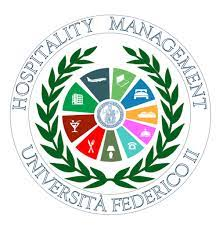 HOSPITALITY MANAGEMENT
UNIVERSITÀ FEDERICO II